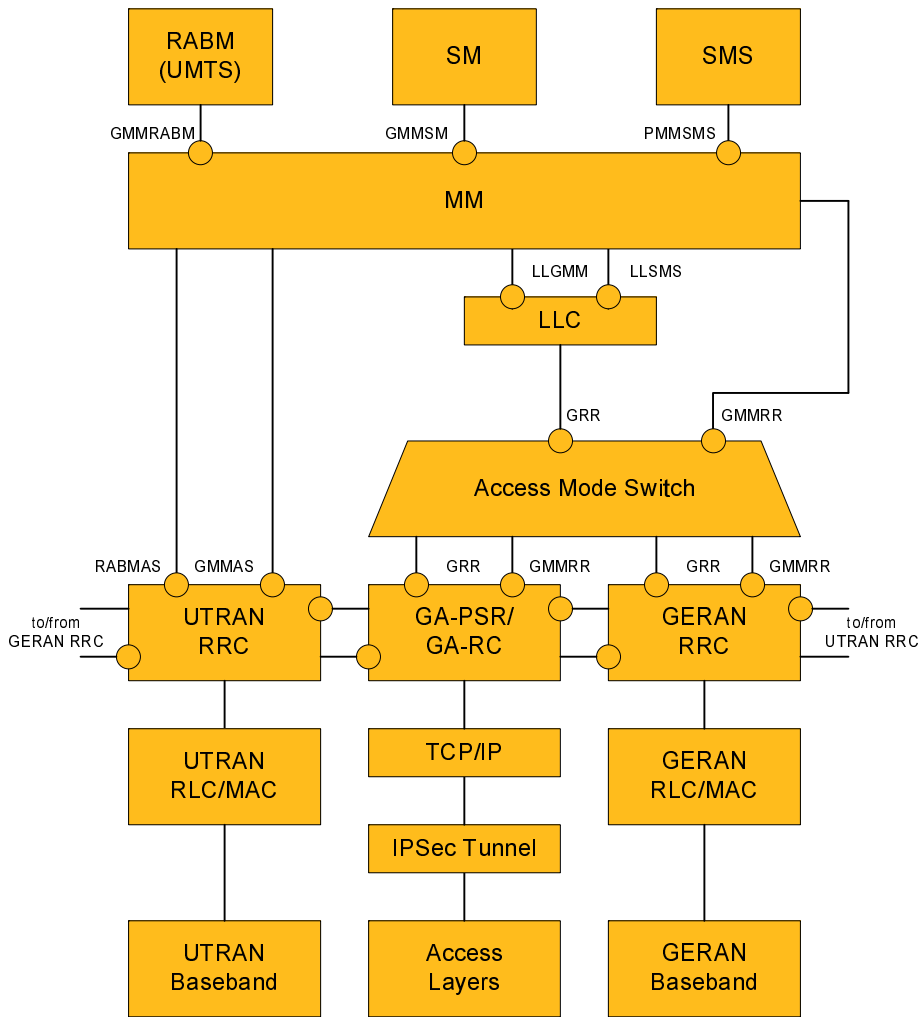 RABM
(UMTS)
SM
SMS
GMMRABM
GMMSM
PMMSMS
MM
LLGMM
LLSMS
LLC
GRR
GMMRR
Access Mode Switch
RABMAS
GMMAS
GRR
GMMRR
GRR
GMMRR
to/from
GERAN RRC
UTRAN
RRC
GA-PSR/
GA-RC
GERAN
RRC
to/from
UTRAN RRC
UTRAN
RLC/MAC
TCP/IP
GERAN
RLC/MAC
IPSec Tunnel
UTRAN
Baseband
Access
Layers
GERAN
Baseband